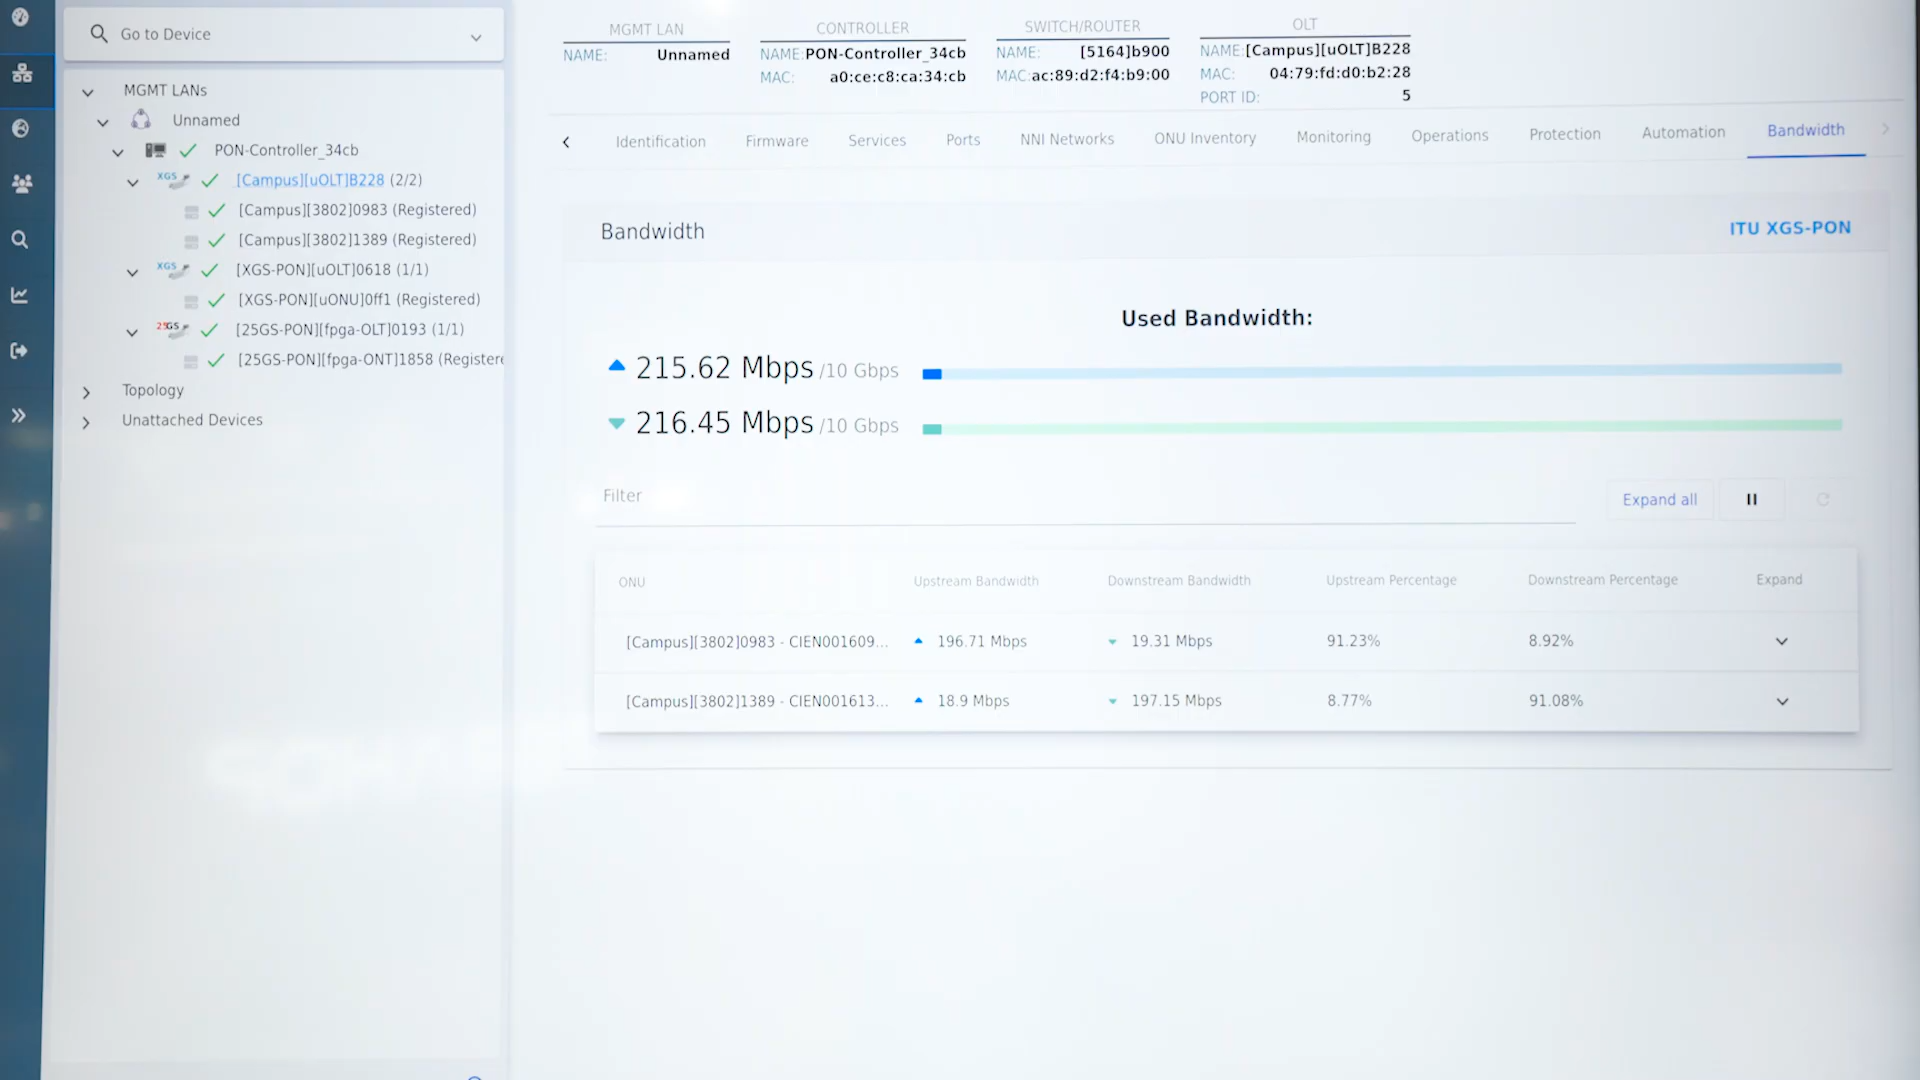 Go to Device
MGMT LANs
Unnamed
PON-Controller_34cb
XGS [Campus][uOLT]B228 (2/2)
[Campus][3802]0983 (Registered)
[Campus][3802]1389 (Registered)
XGS [XGS-PON][uOLT]0618 (1/1)
[XGS-PON][uONU]0ff1 (Registered)
25GS [25GS-PON][fpga-OLT]0193 (1/1)
[25GS-PON][fpga-ONT]1858 (Registere
Topology
Unattached Devices
MGMT LAN
NAME: Unnamed
CONTROLLER
NAME: PON-Controller_34cb
MAC: a0:ce:c8:ca:34:cb
SWITCH/ROUTER
NAME: [5164]b900
MAC: ac:89:d2:f4:b9:00
OLT
NAME: [Campus][uOLT]B228
MAC: 04:79:fd:d0:b2:28
PORT ID: 5
Identification Firmware Services Ports NNI Networks ONU Inventory Monitoring Operations Protection Automation Bandwidth
Bandwidth ITU XGS-PON
Used Bandwidth:
215.62 Mbps /10 Gbps
216.45 Mbps /10 Gbps
Filter Expand all
ONU Upstream Bandwidth Downstream Bandwidth Upstream Percentage Downstream Percentage Expand
[Campus][3802]0983 - CIEN001609... 196.71 Mbps 19.31 Mbps 91.23% 8.92%
[Campus][3802]1389 - CIEN001613... 18.9 Mbps 197.15 Mbps 8.77% 91.08%